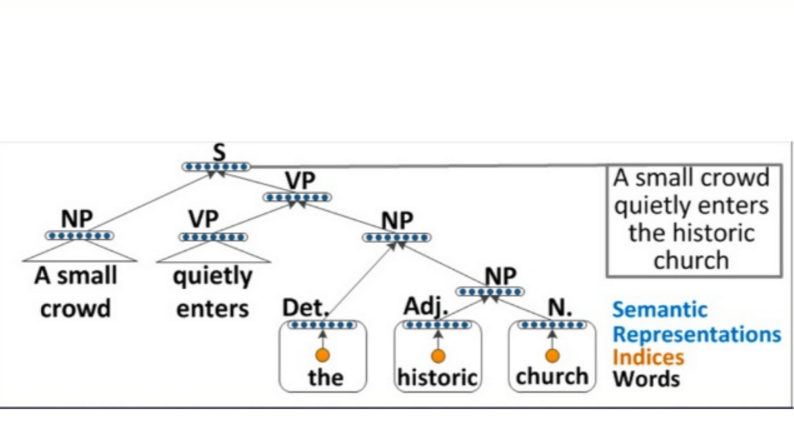 S
VP
NP
VP
NP
A small
crowd
quietly
enters
NP
Det.
Adj.
N.
the
historic
church
A small crowd
quietly enters
the historic
church
Semantic
Representations
Indices
Words